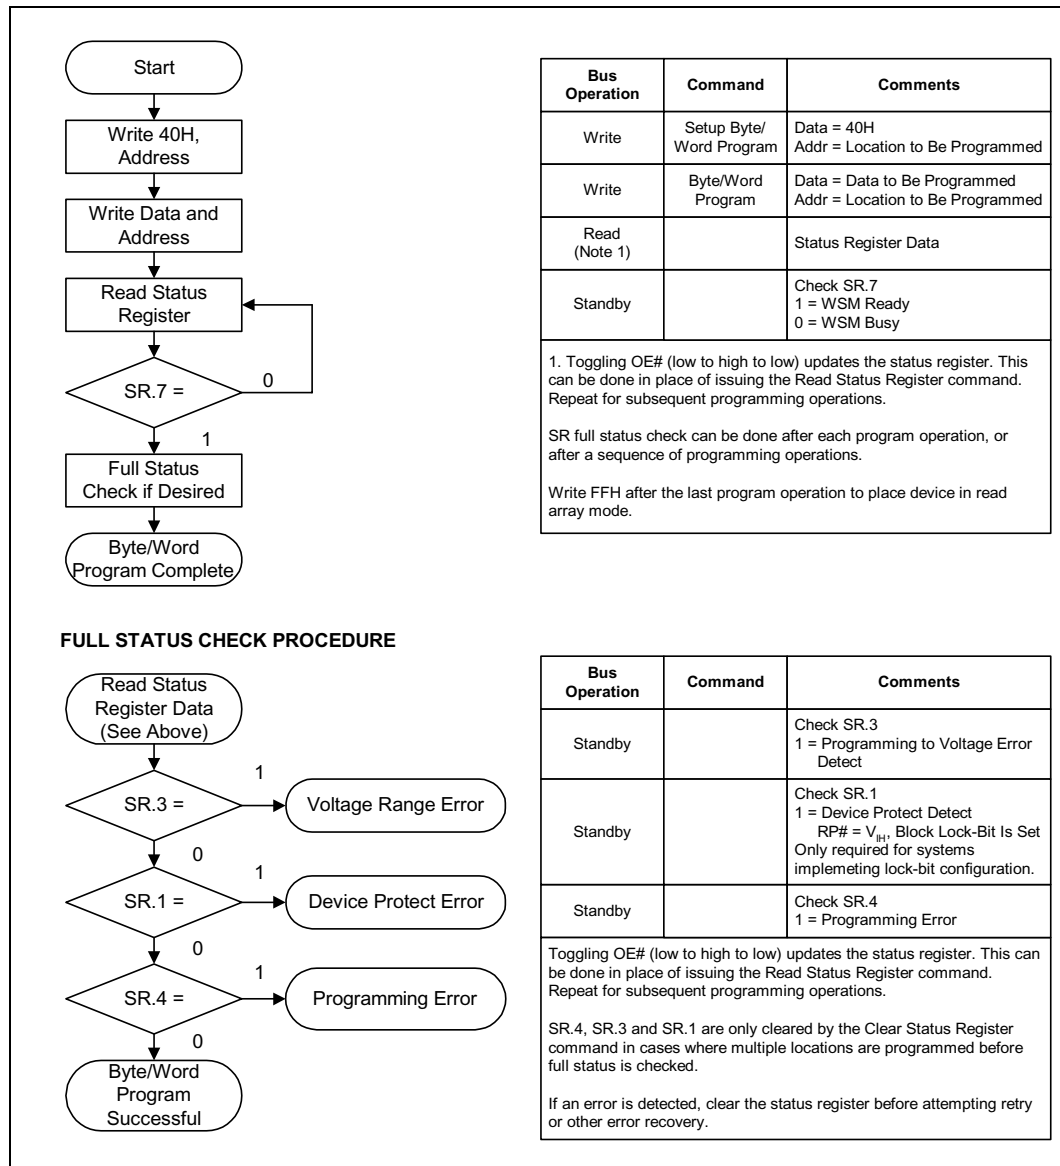 Start
Write 40H,
Address
Write Data and
Address
Read Status
Register
SR.7 =
0
1
Full Status
Check if Desired
Byte/Word
Program Complete
Bus
Operation
Command
Comments
Write
Setup Byte/
Word Program
Data = 40H
Addr = Location to Be Programmed
Write
Byte/Word
Program
Data = Data to Be Programmed
Addr = Location to Be Programmed
Read
(Note 1)
Status Register Data
Standby
Check SR.7
1 = WSM Ready
0 = WSM Busy
1. Toggling OE# (low to high to low) updates the status register. This
can be done in place of issuing the Read Status Register command.
Repeat for subsequent programming operations.
SR full status check can be done after each program operation, or
after a sequence of programming operations.
Write FFH after the last program operation to place device in read
array mode.
FULL STATUS CHECK PROCEDURE
Read Status
Register Data
(See Above)
SR.3 =
1
Voltage Range Error
0
SR.1 =
1
Device Protect Error
0
SR.4 =
1
Programming Error
0
Byte/Word
Program
Successful
Bus
Operation
Command
Comments
Standby
Check SR.3
1 = Programming to Voltage Error
Detect
Standby
Check SR.1
1 = Device Protect Detect
RP# = VIH, Block Lock-Bit Is Set
Only required for systems
implemeting lock-bit configuration.
Standby
Check SR.4
1 = Programming Error
Toggling OE# (low to high to low) updates the status register. This can
be done in place of issuing the Read Status Register command.
Repeat for subsequent programming operations.
SR.4, SR.3 and SR.1 are only cleared by the Clear Status Register
command in cases where multiple locations are programmed before
full status is checked.
If an error is detected, clear the status register before attempting retry
or other error recovery.